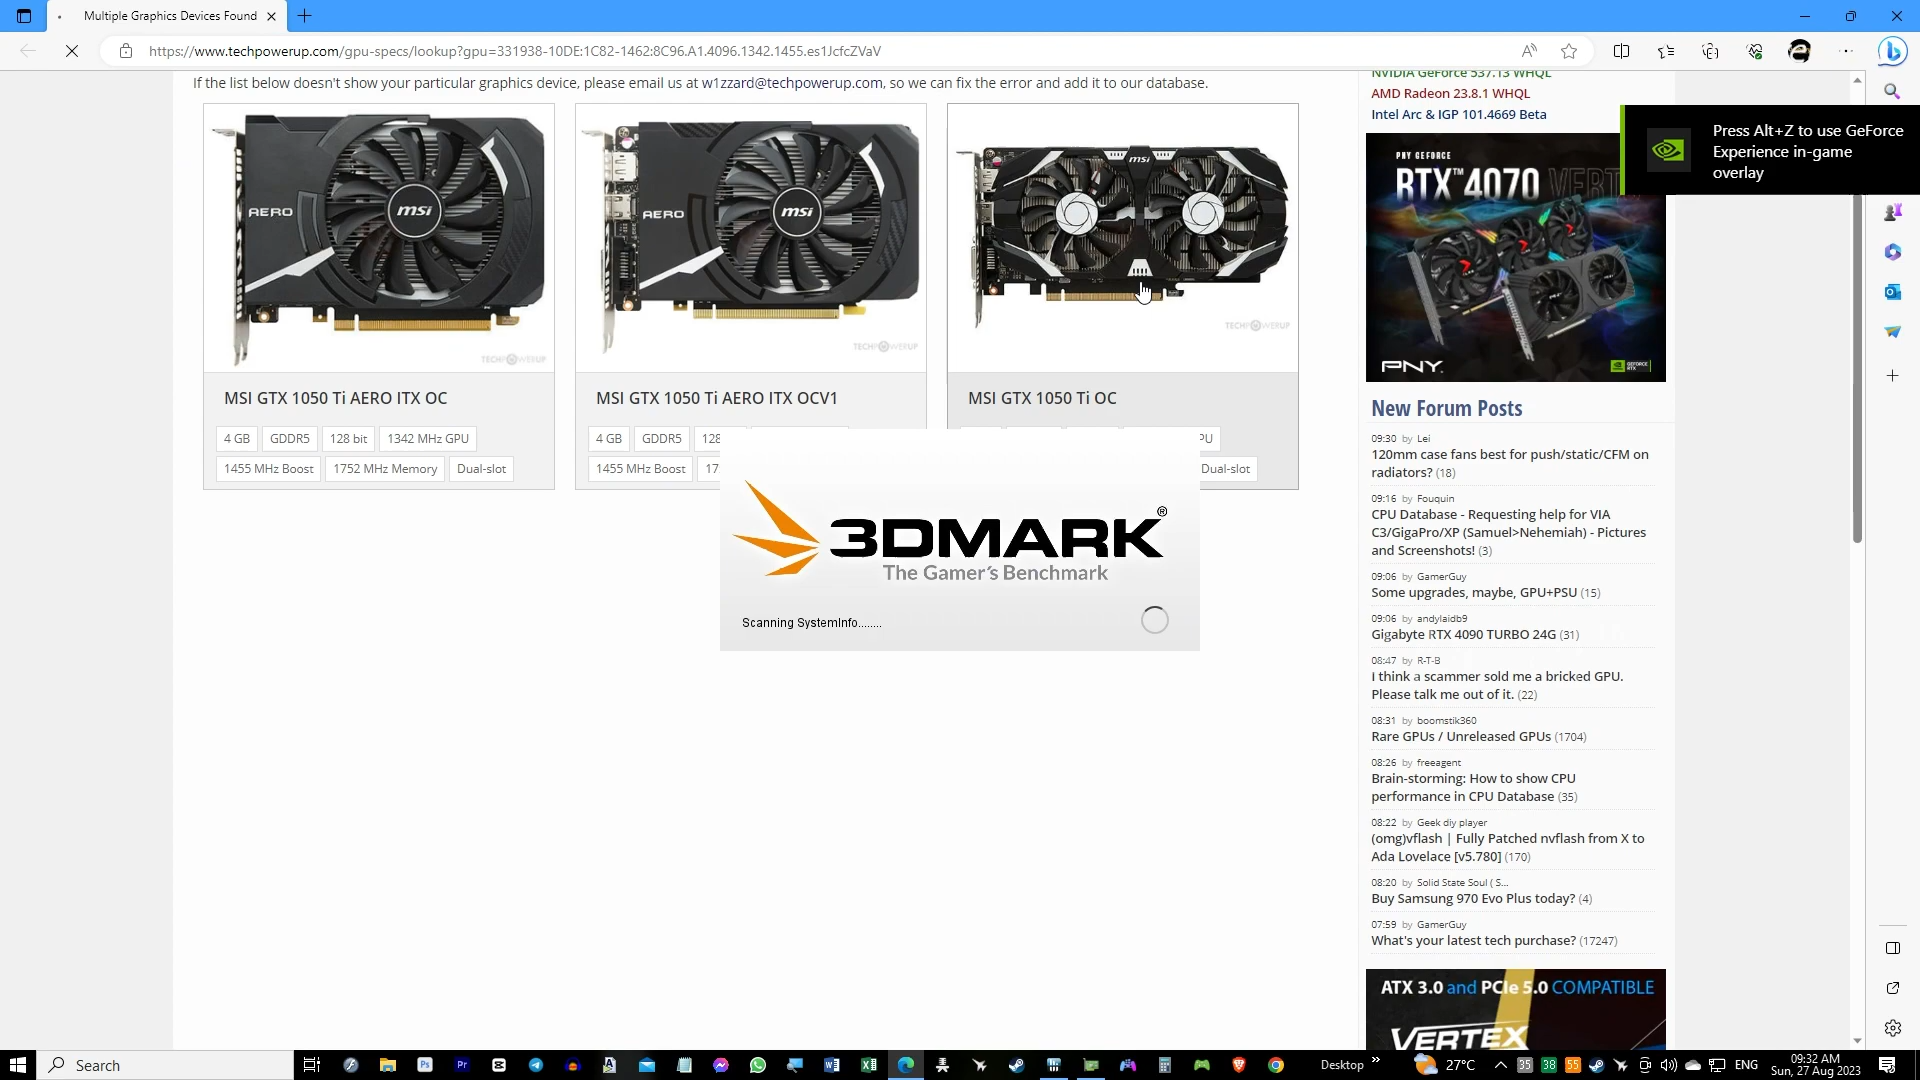 Multiple Graphics Devices Found
https://www.techpowerup.com/gpu-specs/lookup?gpu=331938-10DE:1C82-1462:8C96.A1.4096.1342.1455.es1JcfcZVaV
If the list below doesn't show your particular graphics device, please email us at w1zzard@techpowerup.com, so we can fix the error and add it to our database.
AERO
msi
TECHPOWERUP
MSI GTX 1050 Ti AERO ITX OC
4 GB
GDDR5
128 bit
1342 MHz GPU
1455 MHz Boost
1752 MHz Memory
Dual-slot
AERO
msi
TECHPOWERUP
MSI GTX 1050 Ti AERO ITX OCV1
4 GB
GDDR5
128
1455 MHz Boost
17
msi
TECHPOWERUP
MSI GTX 1050 Ti OC
PU
Dual-slot
3DMARK®
The Gamer's Benchmark
Scanning SystemInfo........
NVIDIA GeForce 537.13 WHQL
AMD Radeon 23.8.1 WHQL
Intel Arc & IGP 101.4669 Beta
Press Alt+Z to use GeForce
Experience in-game
overlay
PNY GEFORCE
RTX™ 4070 VERT
PNY.
GEFORCE
RTX
New Forum Posts
09:30 by Lei
120mm case fans best for push/static/CFM on
radiators? (18)
09:16 by Fouquin
CPU Database - Requesting help for VIA
C3/GigaPro/XP (Samuel>Nehemiah) - Pictures
and Screenshots! (3)
09:06 by GamerGuy
Some upgrades, maybe, GPU+PSU (15)
09:06 by andylaidb9
Gigabyte RTX 4090 TURBO 24G (31)
08:47 by R-T-B
I think a scammer sold me a bricked GPU.
Please talk me out of it. (22)
08:31 by boomstik360
Rare GPUs / Unreleased GPUs (1704)
08:26 by freeagent
Brain-storming: How to show CPU
performance in CPU Database (35)
08:22 by Geek diy player
(omg)vflash | Fully Patched nvflash from X to
Ada Lovelace [v5.780] (170)
08:20 by Solid State Soul ( S...
Buy Samsung 970 Evo Plus today? (4)
07:59 by GamerGuy
What's your latest tech purchase? (17247)
ATX 3.0 and PCIe 5.0 COMPATIBLE
VERTEX
Search
Desktop
27°C
35
38
55
ENG
09:32 AM
Sun, 27 Aug 2023